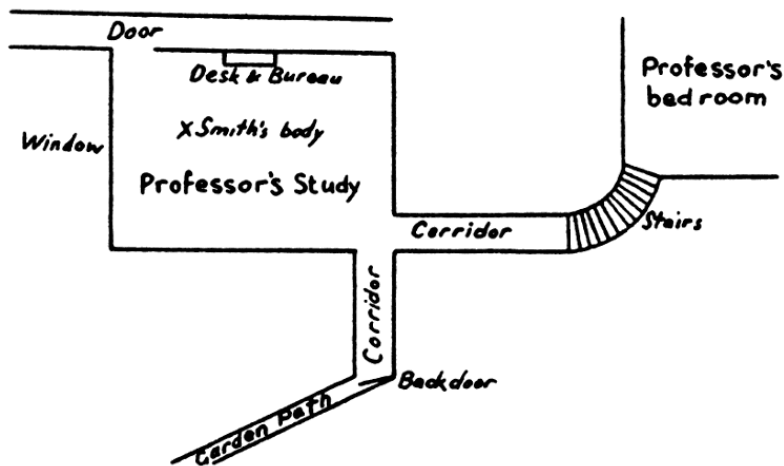 Door
Desk & Bureau
Professor's
bed room
Window
X Smith's body
Professor's Study
Corridor
Stairs
Corridor
Backdoor
Garden Path